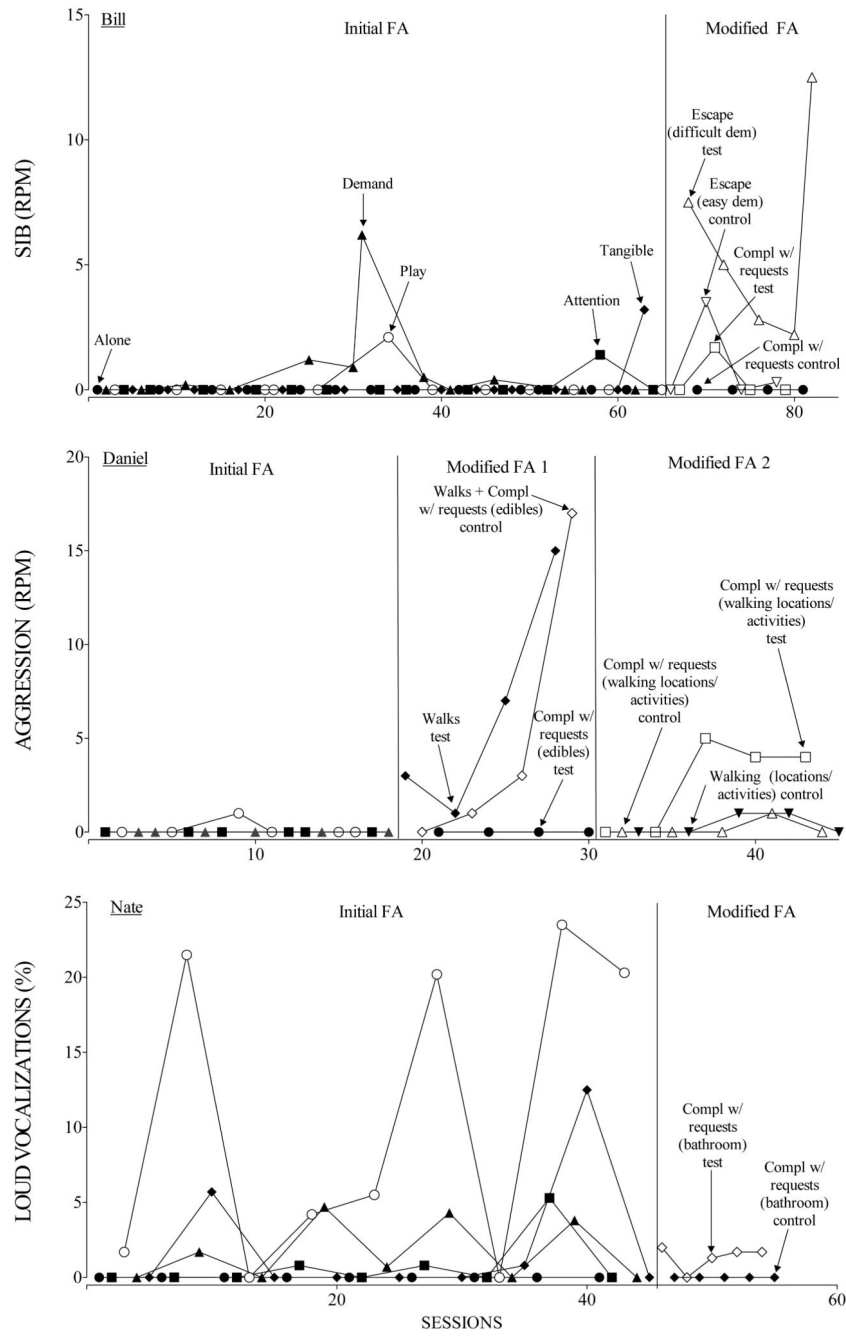 Bill
Initial FA
Modified FA
15
10
5
0
SIB (RPM)
Alone
Demand
Play
Attention
Tangible
Escape
(difficult dem)
test
Escape
(easy dem)
control
Compl w/
requests
test
Compl w/
requests control
20
40
60
80
Daniel
Initial FA
Modified FA 1
Modified FA 2
20
15
10
5
0
AGGRESSION (RPM)
Walks + Compl
w/ requests (edibles)
control
Walks
test
Compl w/
requests
(edibles)
test
Compl w/ requests
(walking locations/
activities)
control
Compl w/ requests
(walking locations/
activities)
test
Walking (locations/
activities) control
10
20
30
40
Nate
Initial FA
Modified FA
25
20
15
10
5
0
LOUD VOCALIZATIONS (%)
Compl w/
requests
(bathroom)
test
Compl w/
requests
(bathroom)
control
20
40
60
SESSIONS